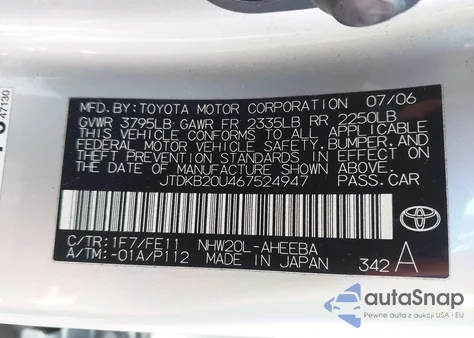 47130
MFD.BY: TOYOTA MOTOR CORPORATION 07/06
GVWR 3795LB GAWR FR 2335LB RR 2250LB
THIS VEHICLE CONFORMS TO ALL APPLICABLE
FEDERAL MOTOR VEHICLE SAFETY, BUMPER, AND
THEFT PREVENTION STANDARDS IN EFFECT ON
THE DATE OF MANUFACTURE SHOWN ABOVE.
JTDKB20U467524947 PASS.CAR
C/TR: 1F7/FE11 NHW20L-AHEEBA
A/TM: -01A/P112 MADE IN JAPAN 342 A
TOYOTA
autoSnap
Pewne auta z aukcji USA i EU